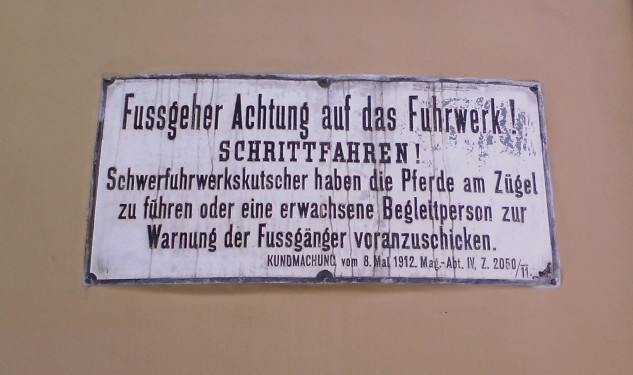 Fussgeher Achtung auf das Fuhrwerk!
SCHRITTFAHREN!
Schwerfuhrwerkskutscher haben die Pferde am Zügel
zu führen oder eine erwachsene Begleitperson zur
Warnung der Fussgänger voranzuschicken.
KUNDMACHUNG vom 8. Mai 1912. Mag.-Abt. IV, Z. 2050/11.